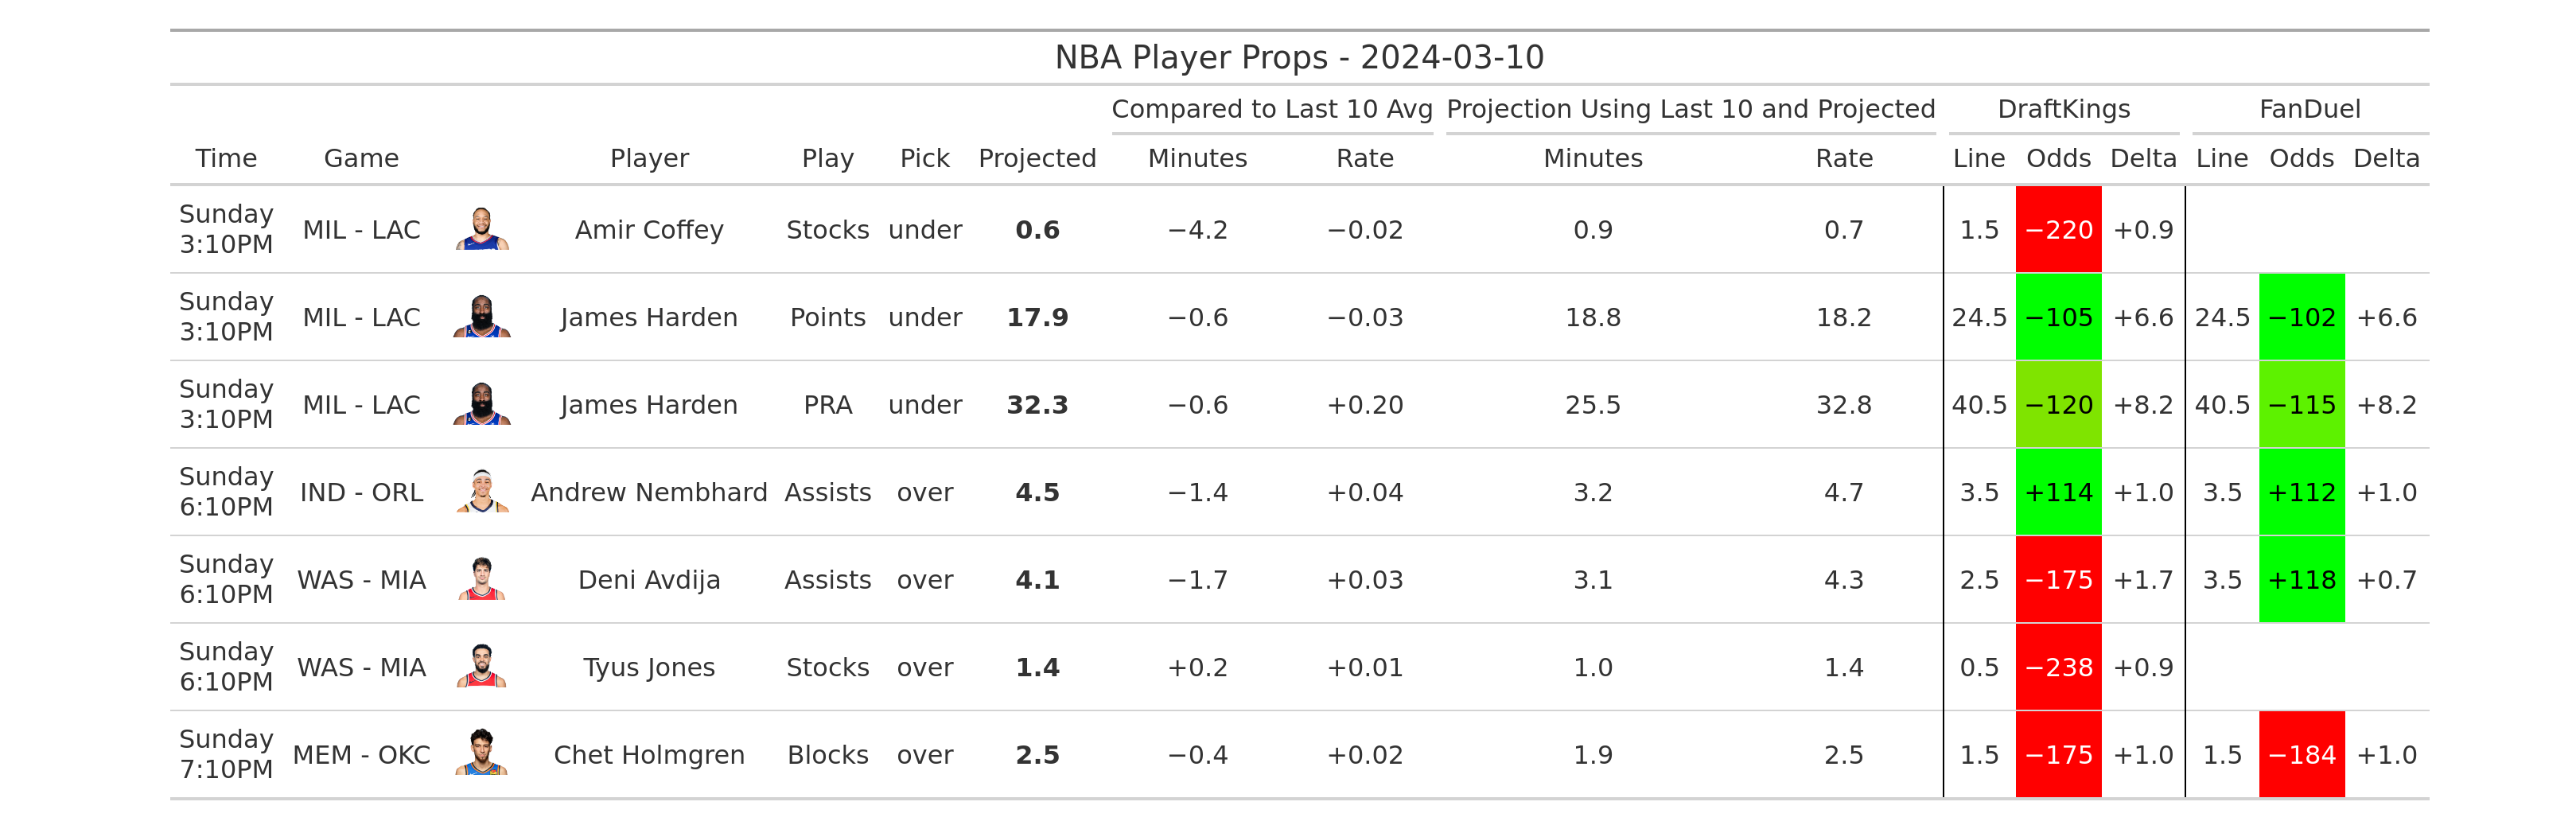 NBA Player Props - 2024-03-10
Compared to Last 10 Avg Projection Using Last 10 and Projected DraftKings FanDuel
Time Game Player Play Pick Projected Minutes Rate Minutes Rate Line Odds Delta Line Odds Delta
Sunday
3:10PM MIL - LAC Amir Coffey Stocks under 0.6 −4.2 −0.02 0.9 0.7 1.5 −220 +0.9
Sunday
3:10PM MIL - LAC James Harden Points under 17.9 −0.6 −0.03 18.8 18.2 24.5 −105 +6.6 24.5 −102 +6.6
Sunday
3:10PM MIL - LAC James Harden PRA under 32.3 −0.6 +0.20 25.5 32.8 40.5 −120 +8.2 40.5 −115 +8.2
Sunday
6:10PM IND - ORL Andrew Nembhard Assists over 4.5 −1.4 +0.04 3.2 4.7 3.5 +114 +1.0 3.5 +112 +1.0
Sunday
6:10PM WAS - MIA Deni Avdija Assists over 4.1 −1.7 +0.03 3.1 4.3 2.5 −175 +1.7 3.5 +118 +0.7
Sunday
6:10PM WAS - MIA Tyus Jones Stocks over 1.4 +0.2 +0.01 1.0 1.4 0.5 −238 +0.9
Sunday
7:10PM MEM - OKC Chet Holmgren Blocks over 2.5 −0.4 +0.02 1.9 2.5 1.5 −175 +1.0 1.5 −184 +1.0